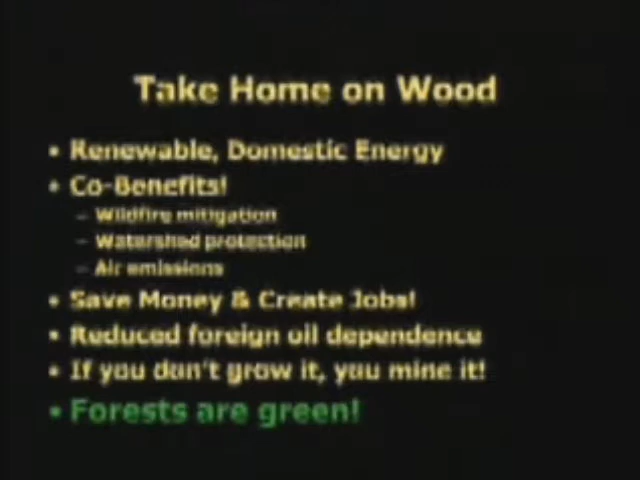 Take Home on Wood
• Renewable, Domestic Energy
• Co-Benefits!
– Wildfire mitigation
– Watershed protection
– Air emissions
• Save Money & Create Jobs!
• Reduced foreign oil dependence
• If you don't grow it, you mine it!
• Forests are green!